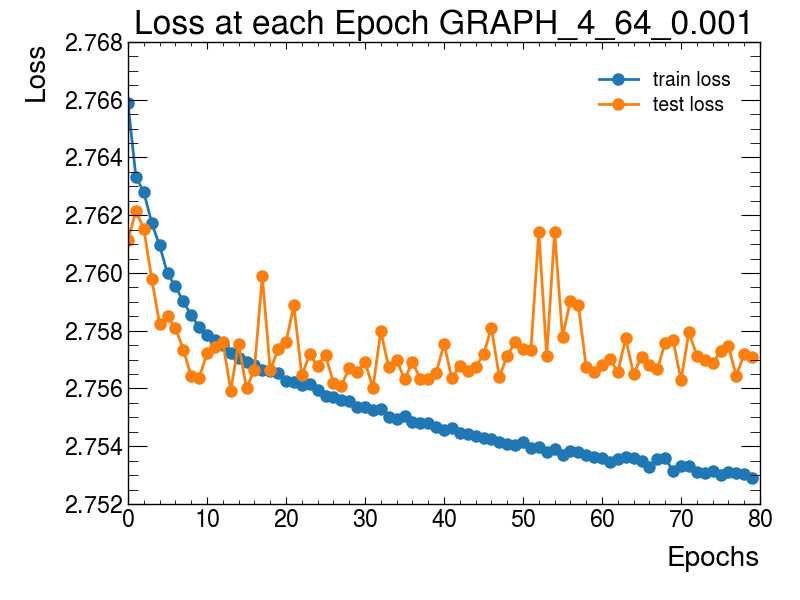 Loss at each Epoch GRAPH_4_64_0.001
Loss
2.768
2.766
2.764
2.762
2.760
2.758
2.756
2.754
2.752
train loss
test loss
0 10 20 30 40 50 60 70 80
Epochs